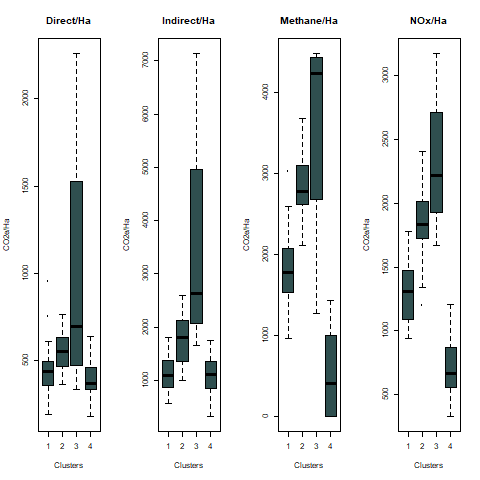 Direct/Ha
Indirect/Ha
Methane/Ha
NOx/Ha
CO2e/Ha
500
1000
1500
2000
1 2 3 4
Clusters
CO2e/Ha
1000
2000
3000
4000
5000
6000
7000
1 2 3 4
Clusters
CO2e/Ha
0
1000
2000
3000
4000
1 2 3 4
Clusters
CO2e/Ha
500
1000
1500
2000
2500
3000
1 2 3 4
Clusters